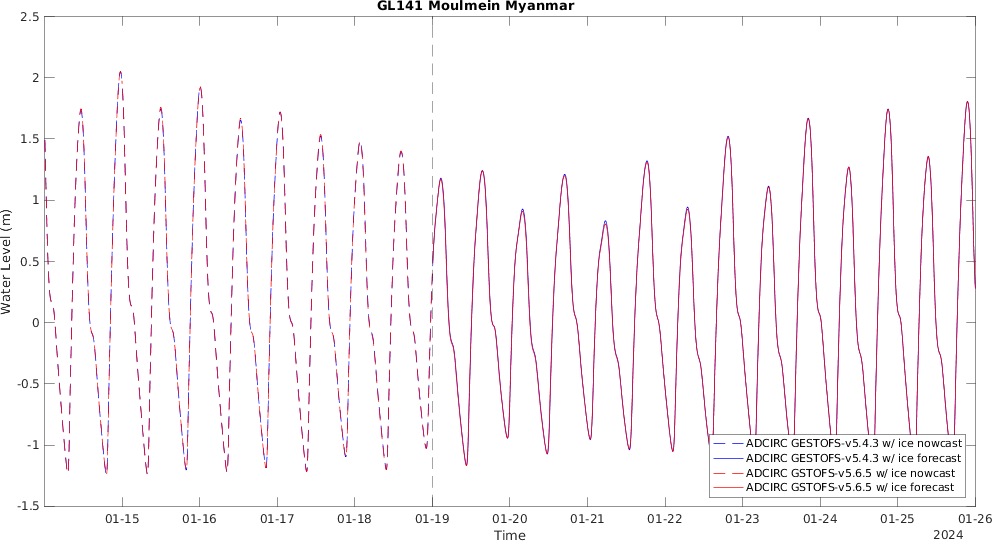 GL141 Moulmein Myanmar
Water Level (m)
2.5
2
1.5
1
0.5
0
-0.5
-1
-1.5
ADCIRC GESTOFS-v5.4.3 w/ ice nowcast
ADCIRC GESTOFS-v5.4.3 w/ ice forecast
ADCIRC GSTOFS-v5.6.5 w/ ice nowcast
ADCIRC GSTOFS-v5.6.5 w/ ice forecast
01-15 01-16 01-17 01-18 01-19 01-20 01-21 01-22 01-23 01-24 01-25 01-26
Time
2024